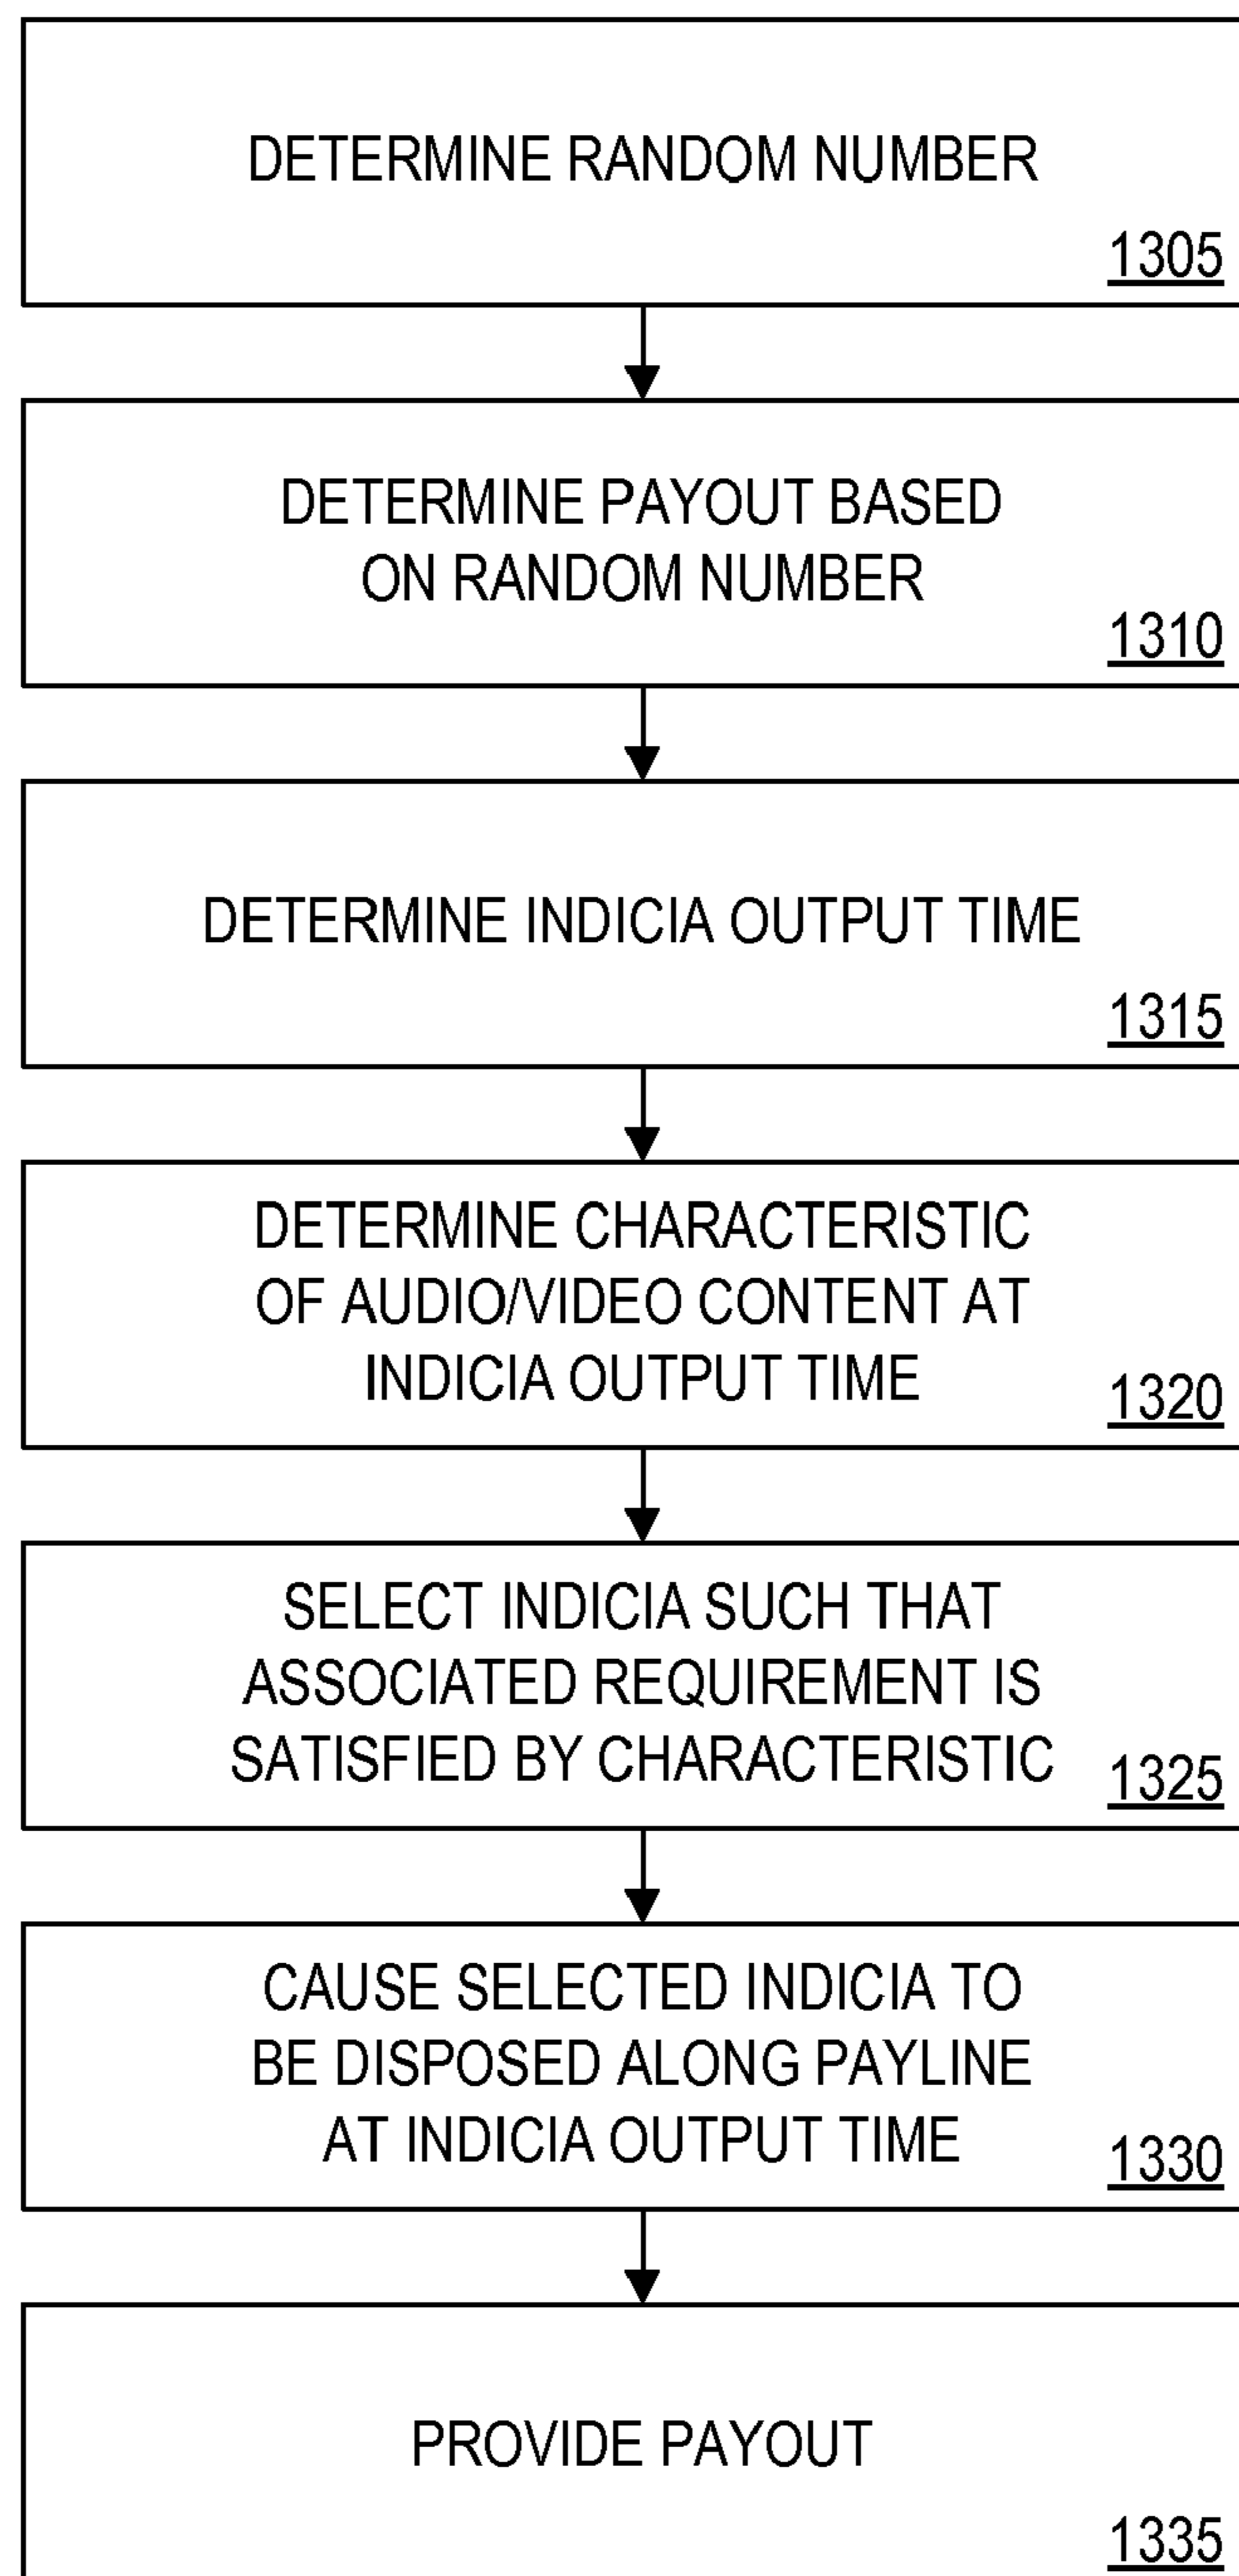 DETERMINE RANDOM NUMBER
1305
DETERMINE PAYOUT BASED
ON RANDOM NUMBER
1310
DETERMINE INDICIA OUTPUT TIME
1315
DETERMINE CHARACTERISTIC
OF AUDIO/VIDEO CONTENT AT
INDICIA OUTPUT TIME
1320
SELECT INDICIA SUCH THAT
ASSOCIATED REQUIREMENT IS
SATISFIED BY CHARACTERISTIC
1325
CAUSE SELECTED INDICIA TO
BE DISPOSED ALONG PAYLINE
AT INDICIA OUTPUT TIME
1330
PROVIDE PAYOUT
1335